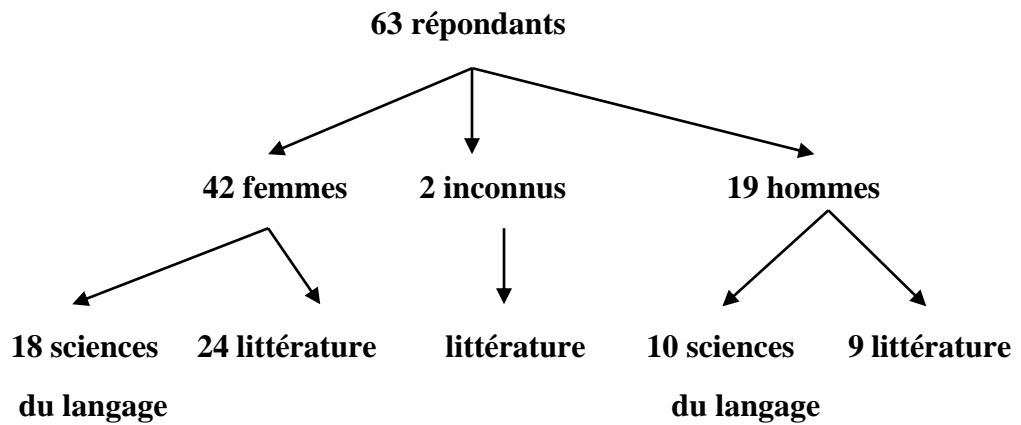 63 répondants
42 femmes
2 inconnus
19 hommes
18 sciences
du langage
24 littérature
littérature
10 sciences
du langage
9 littérature